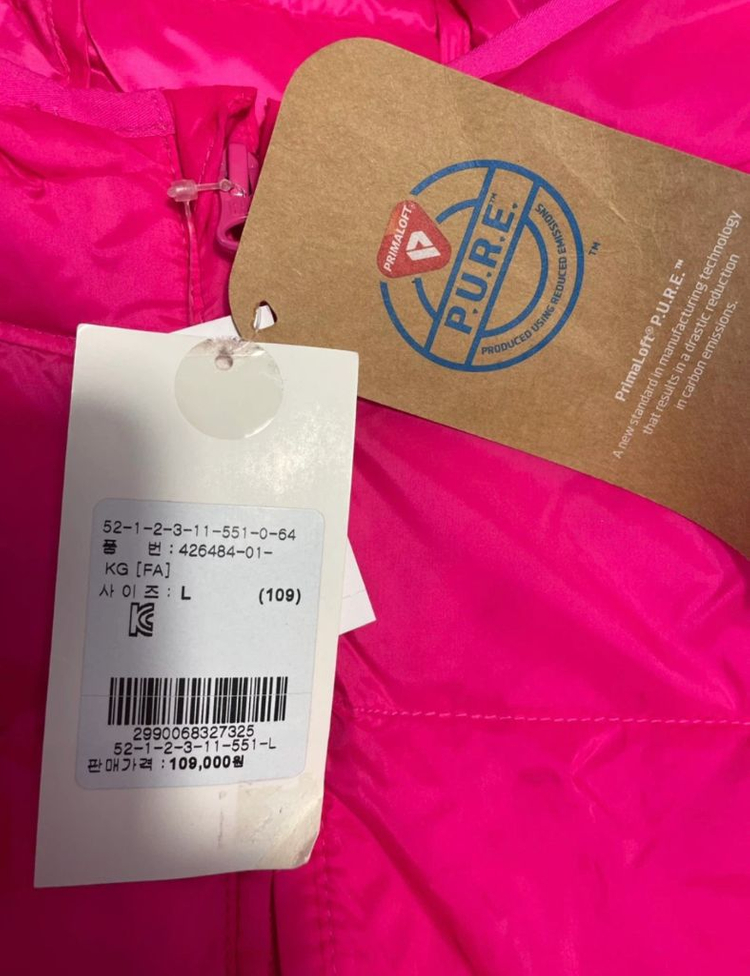 PRIMALOFT®
P.U.R.E.™
PRODUCED USING REDUCED EMISSIONS
™
PrimaLoft® P.U.R.E.™
A new standard in manufacturing technology
that results in a drastic reduction
in carbon emissions.
52-1-2-3-11-551-0-64
품 번 : 426484-01-
KG [FA]
사 이 즈 : L (109)
KC
2990068327325
52-1-2-3-11-551-L
판매가격 : 109,000원